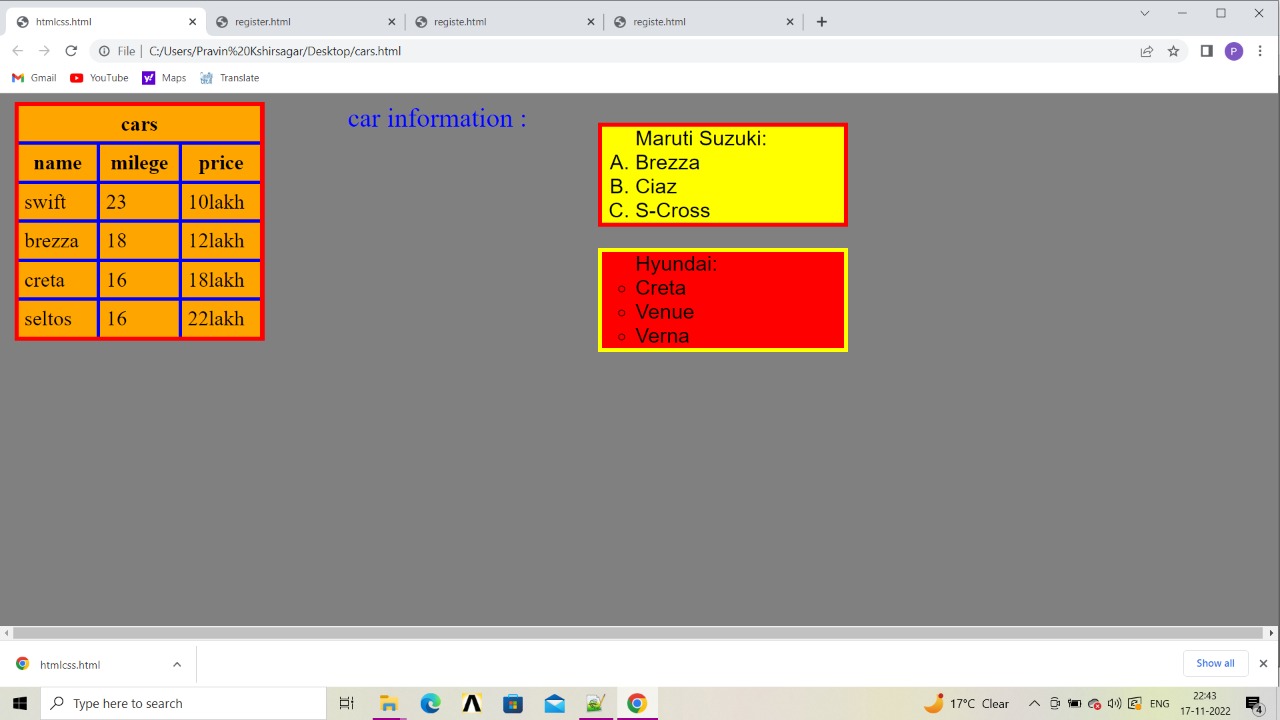 htmlcss.html register.html registe.html registe.html
File C:/Users/Pravin%20Kshirsagar/Desktop/cars.html P
Gmail YouTube y! Maps Translate
cars
name milege price
swift 23 10lakh
brezza 18 12lakh
creta 16 18lakh
seltos 16 22lakh
car information :
Maruti Suzuki:
A. Brezza
B. Ciaz
C. S-Cross
Hyundai:
Creta
Venue
Verna
htmlcss.html Show all
Type here to search 17°C Clear ENG 22:43
17-11-2022 4